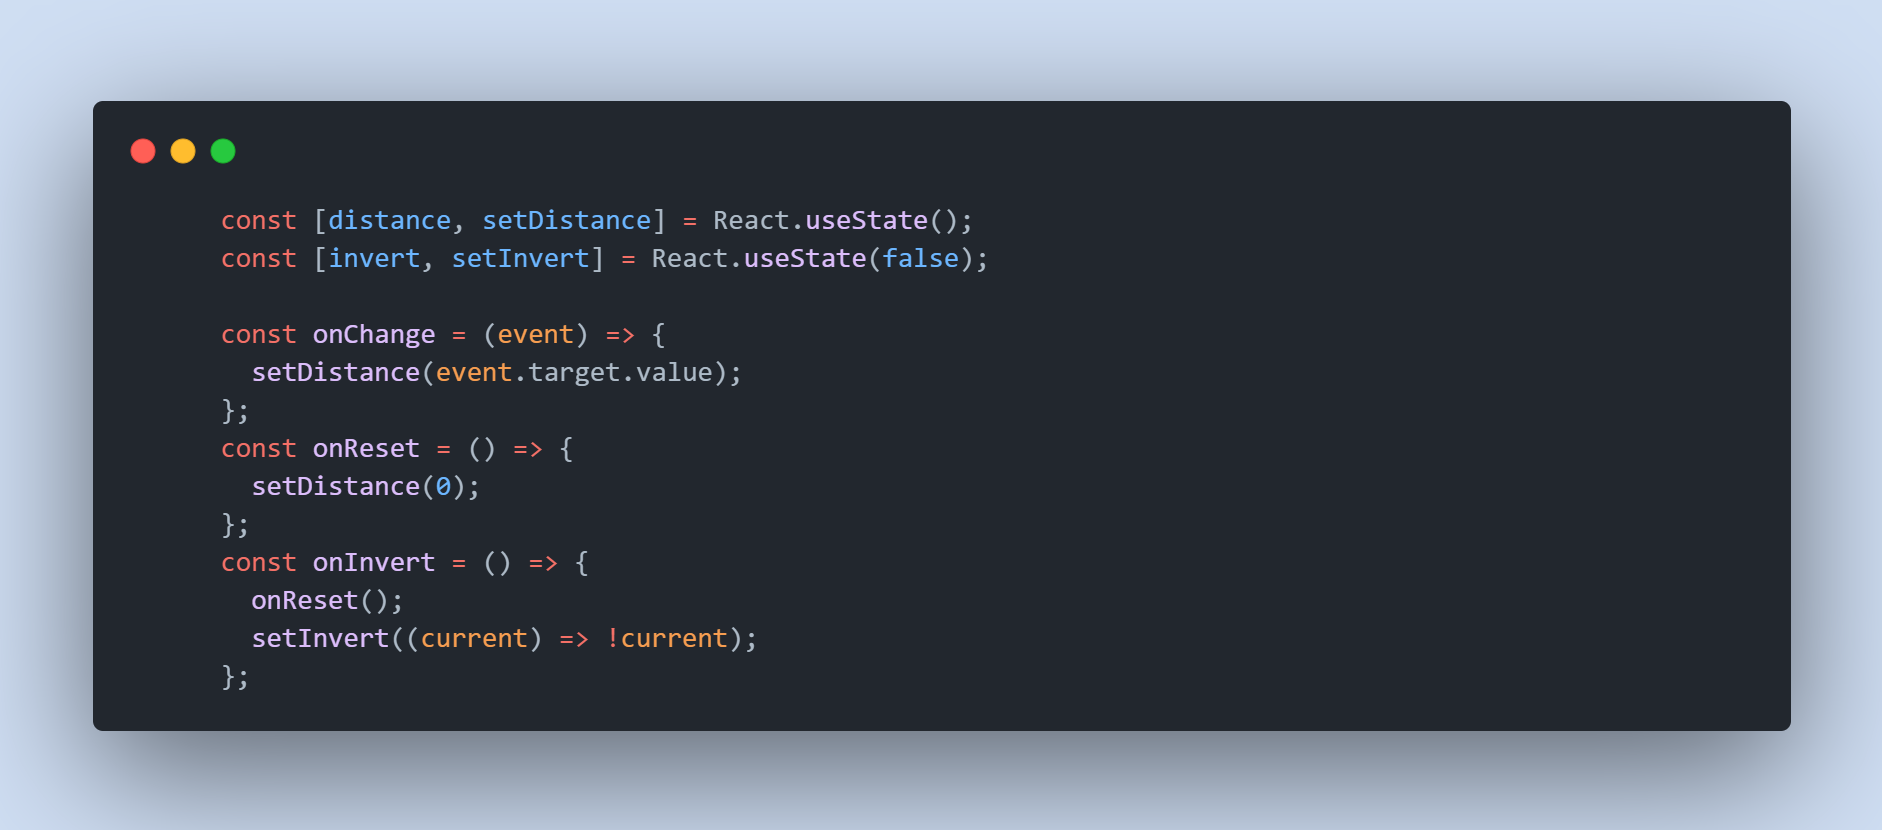 const [distance, setDistance] = React.useState();
const [invert, setInvert] = React.useState(false);

const onChange = (event) => {
  setDistance(event.target.value);
};
const onReset = () => {
  setDistance(0);
};
const onInvert = () => {
  onReset();
  setInvert((current) => !current);
};